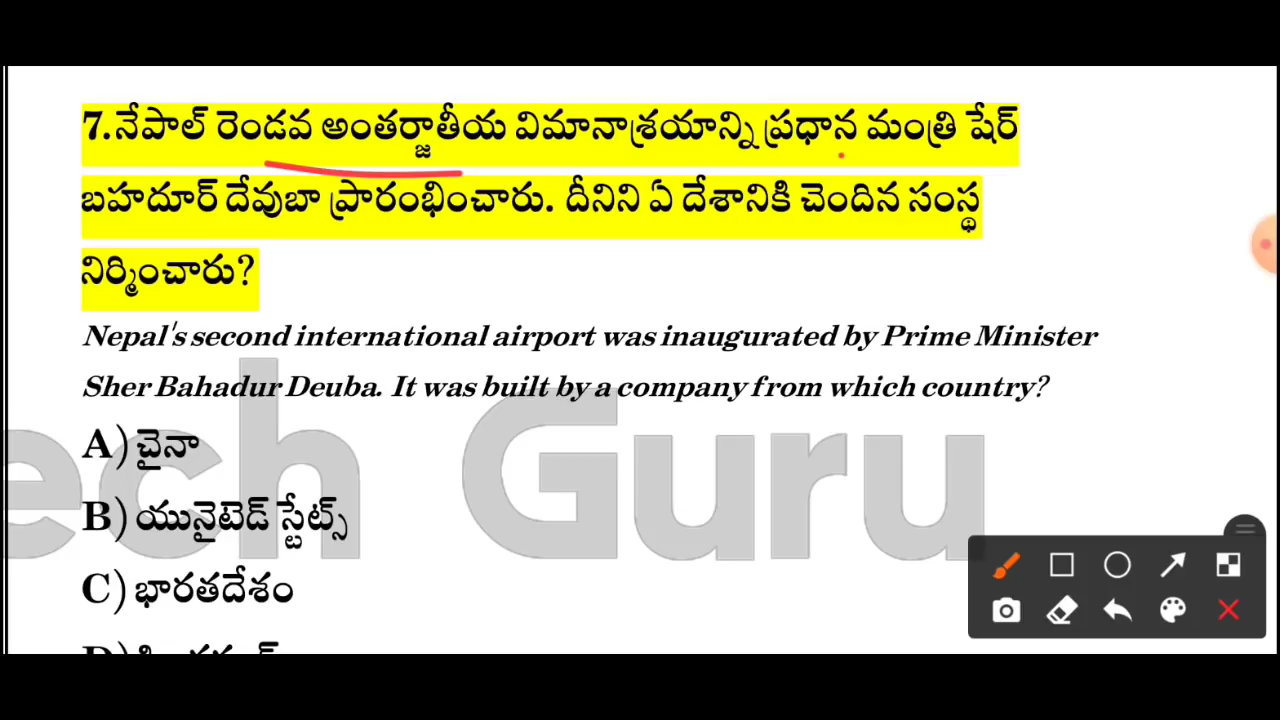 7.నేపాల్ రెండవ అంతర్జాతీయ విమానాశ్రయాన్ని ప్రధాన మంత్రి షేర్
బహదూర్ దేవుబా ప్రారంభించారు. దీనిని ఏ దేశానికి చెందిన సంస్థ
నిర్మించారు?
Nepal's second international airport was inaugurated by Prime Minister
Sher Bahadur Deuba. It was built by a company from which country?
A) చైనా
ech Guru
B) యునైటెడ్ స్టేట్స్
C) భారతదేశం
D)